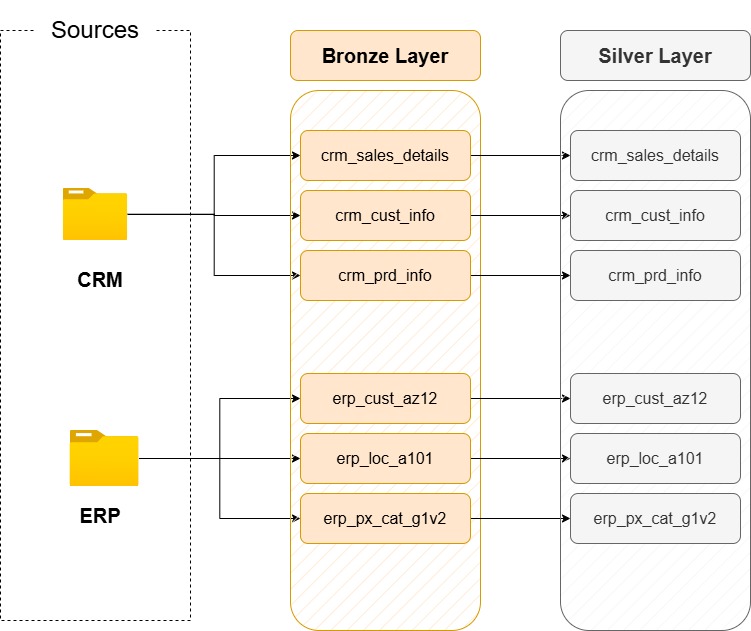 Sources
Bronze Layer
Silver Layer
CRM
crm_sales_details
crm_sales_details
crm_cust_info
crm_cust_info
crm_prd_info
crm_prd_info
ERP
erp_cust_az12
erp_cust_az12
erp_loc_a101
erp_loc_a101
erp_px_cat_g1v2
erp_px_cat_g1v2